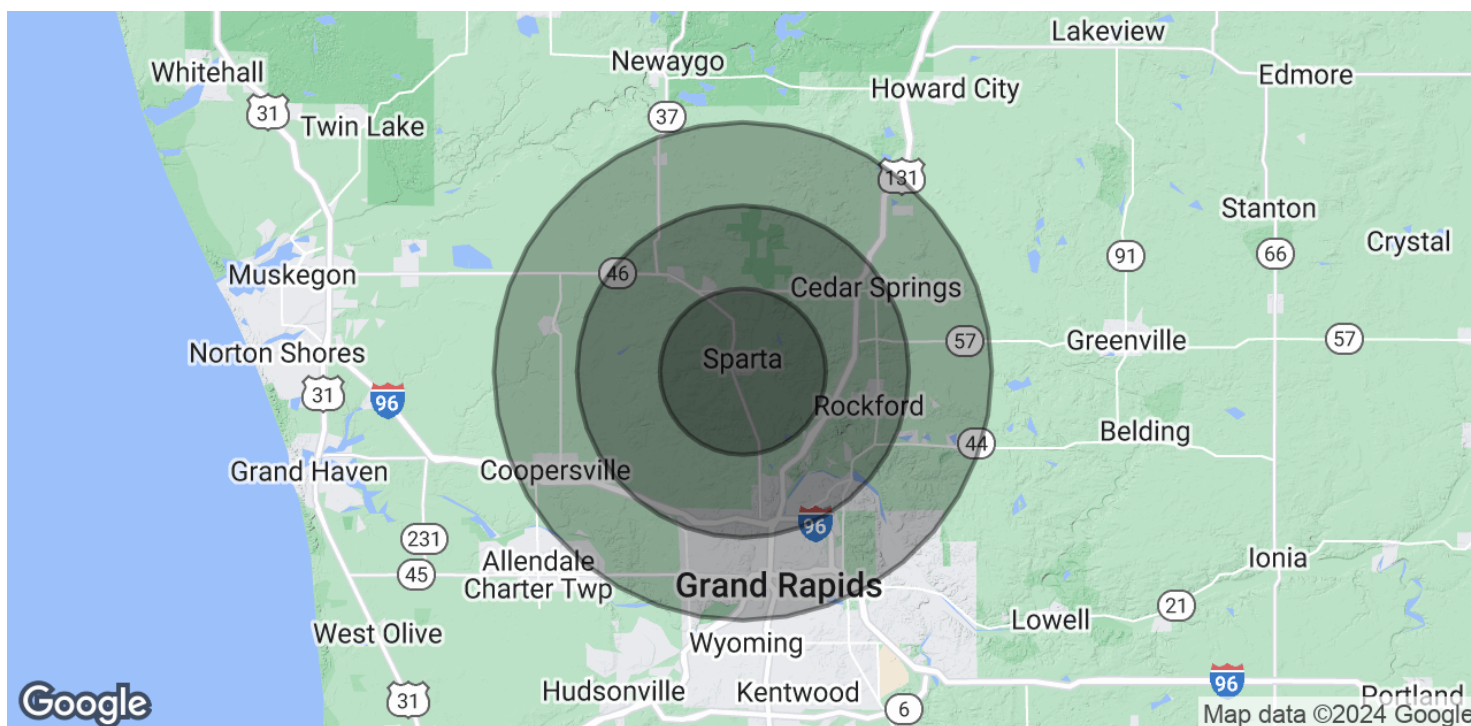 Lakeview
Newaygo
Whitehall
Edmore
Howard City
31
37
Twin Lake
131
Stanton
Crystal
91
66
46
Muskegon
Cedar Springs
57
Greenville
57
Norton Shores
Sparta
31
96
Rockford
Belding
44
Grand Haven
Coopersville
96
231
Ionia
45
Allendale
Charter Twp
Grand Rapids
21
Lowell
West Olive
Wyoming
96
31
Hudsonville
Kentwood
6
Portland
Google
Map data ©2024 Google